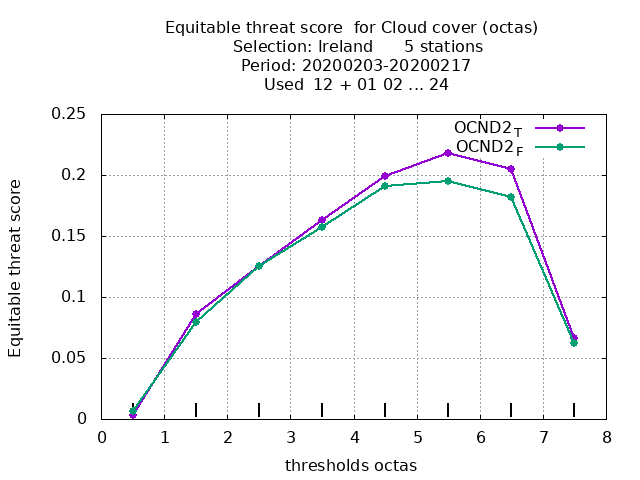 Equitable threat score  for Cloud cover (octas)
Selection: Ireland      5 stations
Period: 20200203-20200217
Used  12 + 01 02 ... 24
OCND2T
OCND2F
Equitable threat score
0.25
0.2
0.15
0.1
0.05
0
0 1 2 3 4 5 6 7 8
thresholds octas